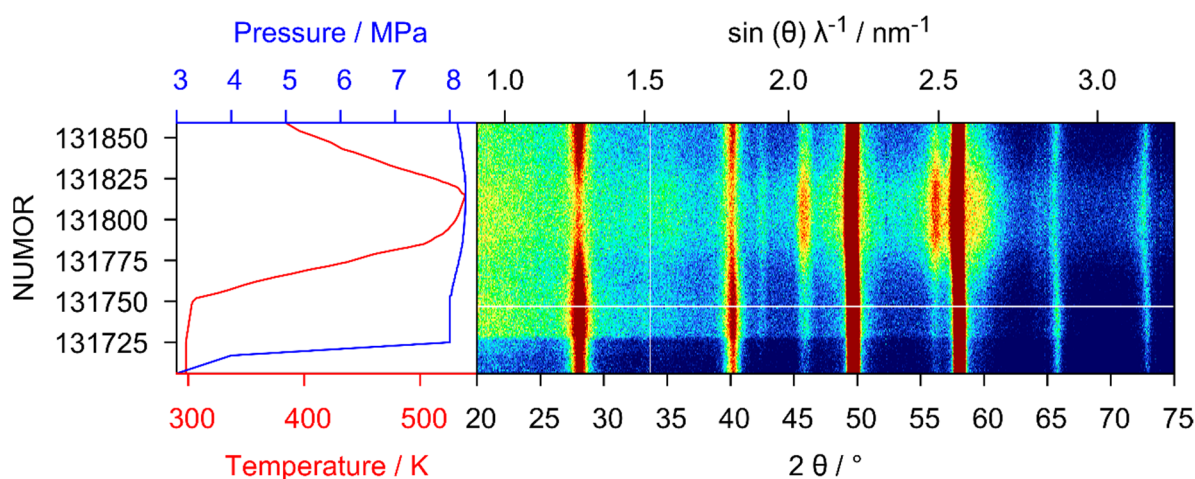 Pressure / MPa
sin (θ) λ⁻¹ / nm⁻¹
3 4 5 6 7 8
1.0 1.5 2.0 2.5 3.0
NUMOR
131850
131825
131800
131775
131750
131725
300 400 500
20 25 30 35 40 45 50 55 60 65 70 75
Temperature / K
2 θ / °